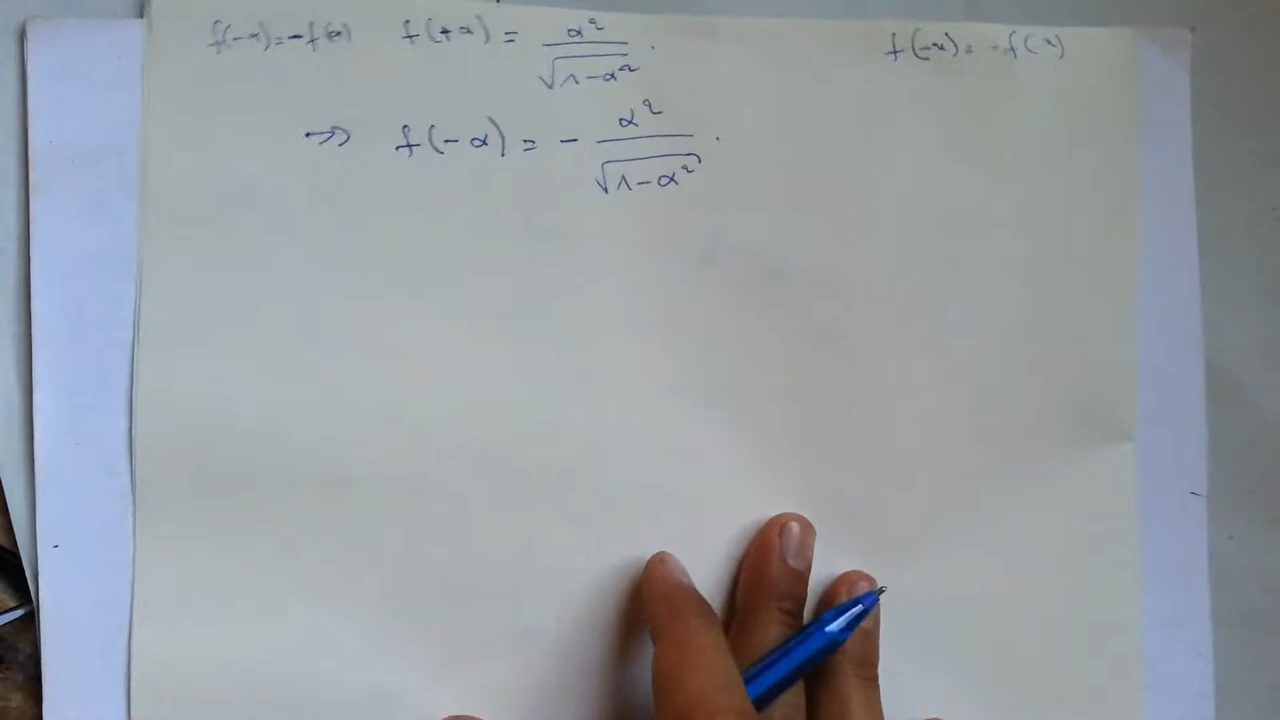 f(-α)=-f(α) f(+α) = α²/√1-α² . f(-x)= -f(x)
=> f(-α) = - α²/√1-α² .